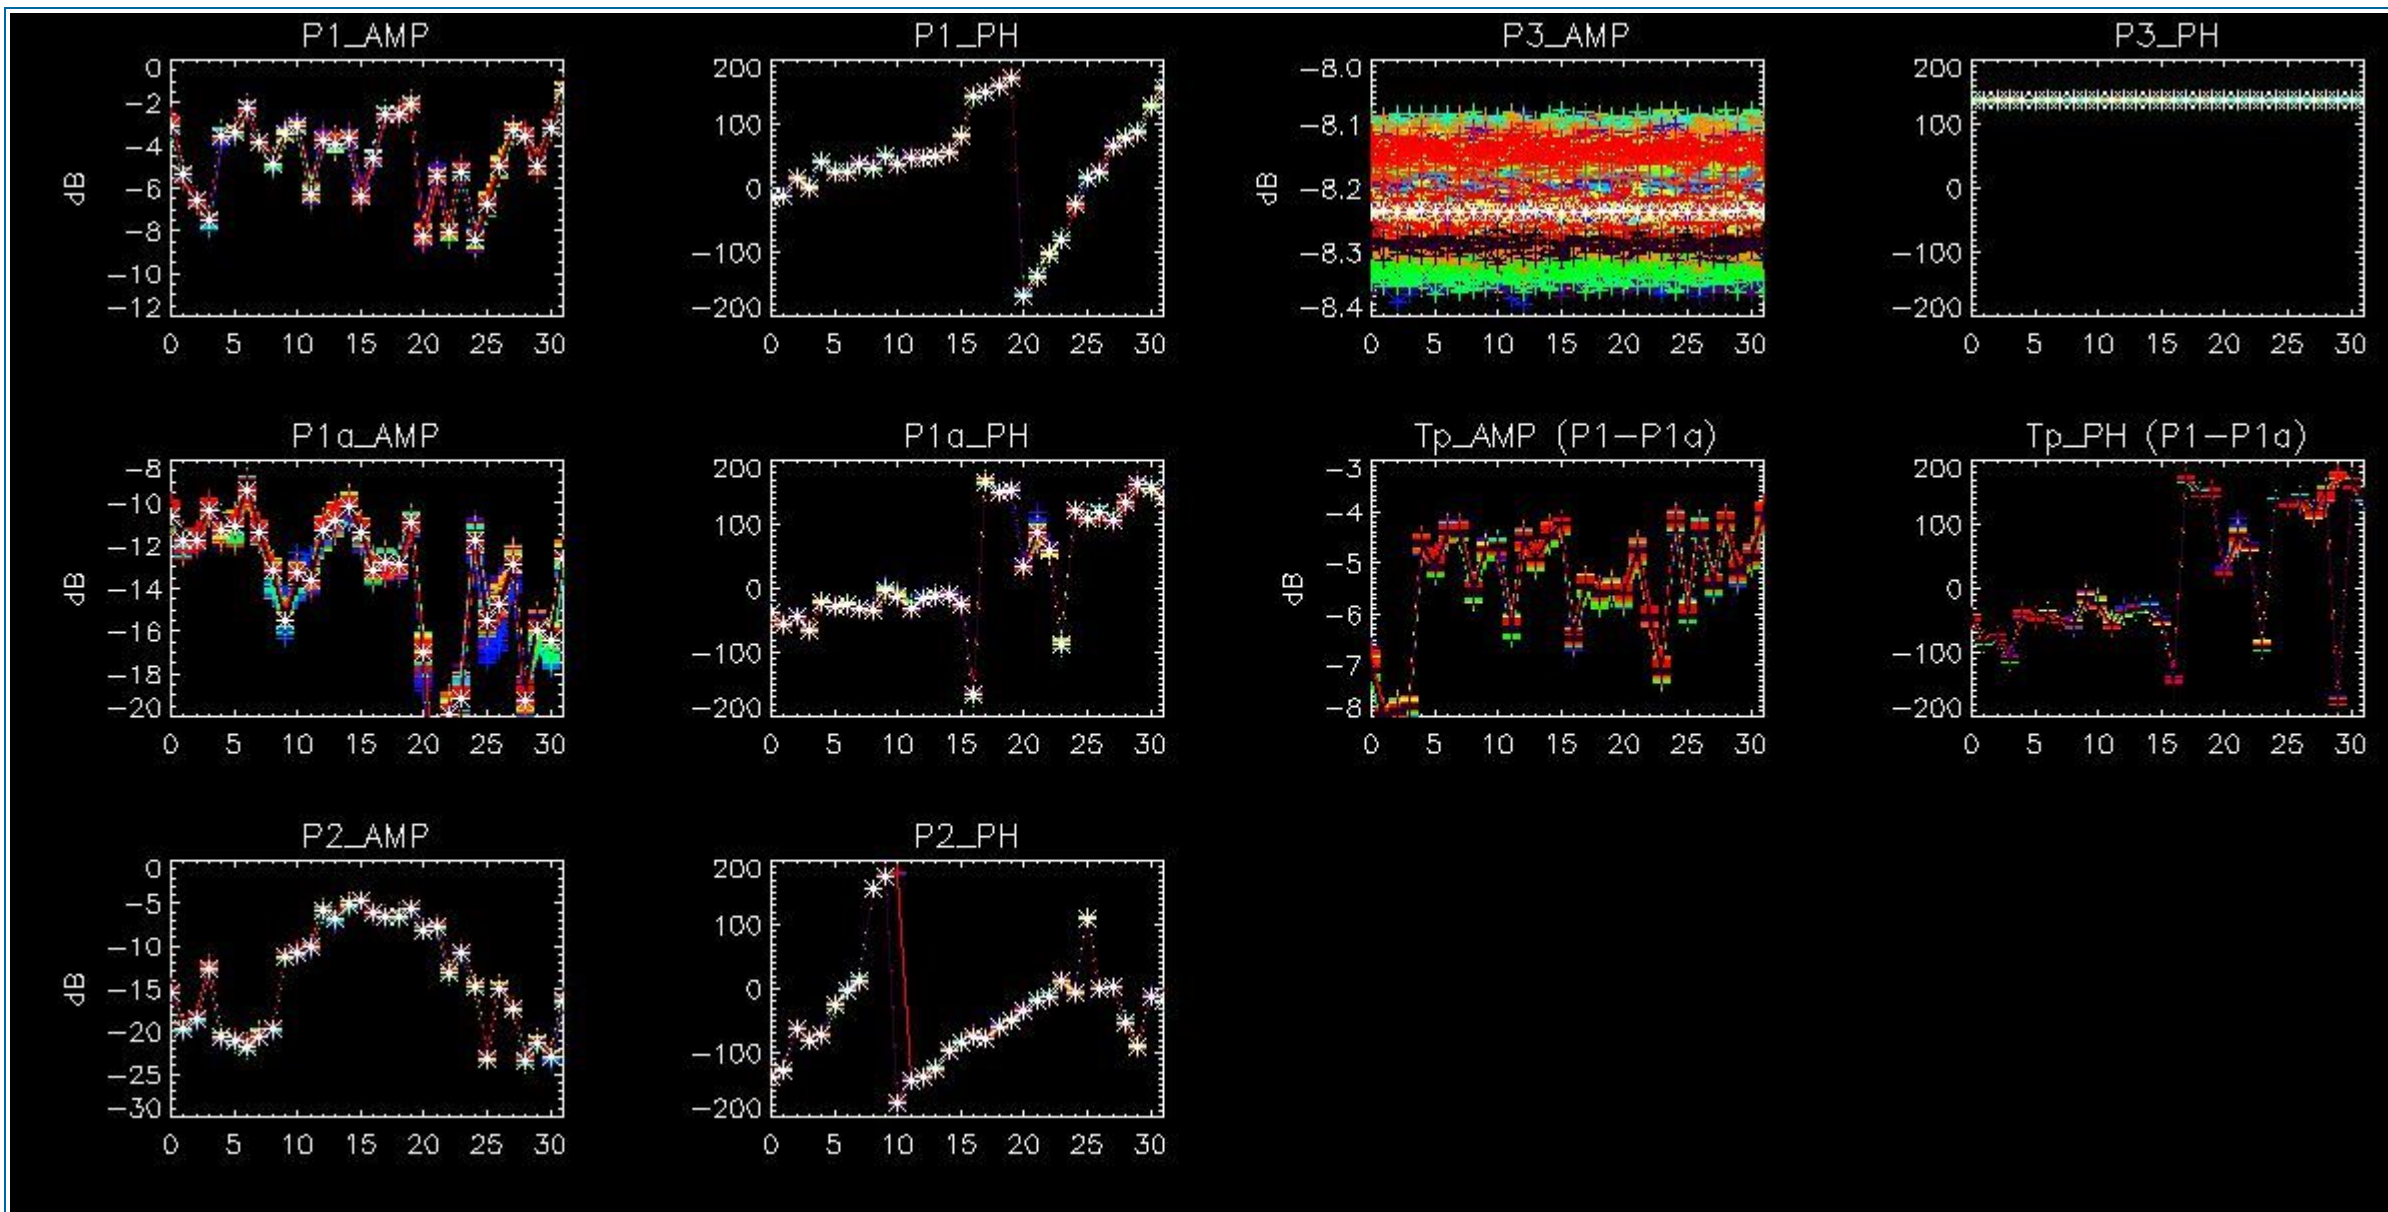 P1_AMP
0
−2
−4
−6
−8
−10
−12
dB
0 5 10 15 20 25 30
P1_PH
200
100
0
−100
−200
0 5 10 15 20 25 30
P3_AMP
−8.0
−8.1
−8.2
−8.3
−8.4
dB
0 5 10 15 20 25 30
P3_PH
200
100
0
−100
−200
0 5 10 15 20 25 30
P1a_AMP
−8
−10
−12
−14
−16
−18
−20
dB
0 5 10 15 20 25 30
P1a_PH
200
100
0
−100
−200
0 5 10 15 20 25 30
Tp_AMP (P1−P1a)
−3
−4
−5
−6
−7
−8
dB
0 5 10 15 20 25 30
Tp_PH (P1−P1a)
200
100
0
−100
−200
0 5 10 15 20 25 30
P2_AMP
0
−5
−10
−15
−20
−25
−30
dB
0 5 10 15 20 25 30
P2_PH
200
100
0
−100
−200
0 5 10 15 20 25 30